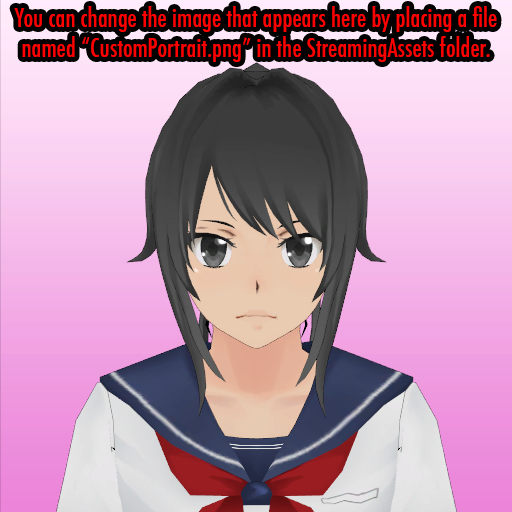 You can change the image that appears here by placing a file
named “CustomPortrait.png” in the StreamingAssets folder.